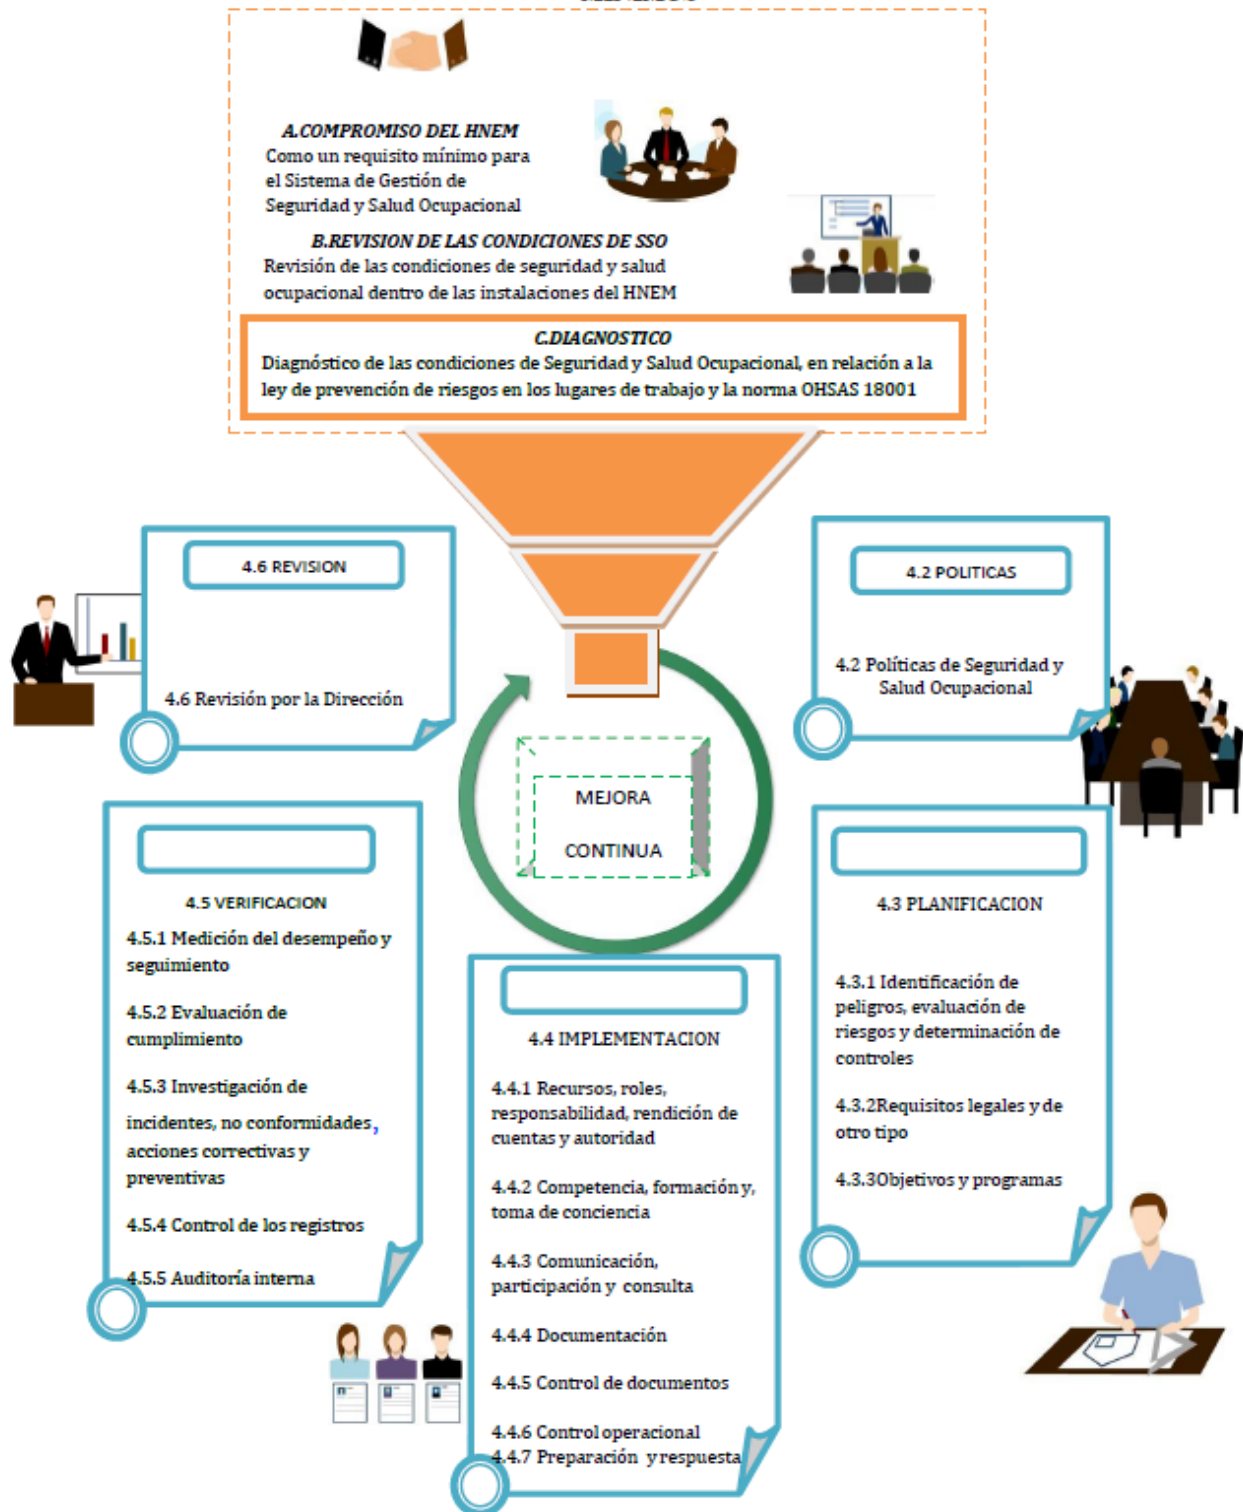 A.COMPROMISO DEL HNEM
Como un requisito mínimo para
el Sistema de Gestión de
Seguridad y Salud Ocupacional
B.REVISION DE LAS CONDICIONES DE SSO
Revisión de las condiciones de seguridad y salud
ocupacional dentro de las instalaciones del HNEM
C.DIAGNOSTICO
Diagnóstico de las condiciones de Seguridad y Salud Ocupacional, en relación a la
ley de prevención de riesgos en los lugares de trabajo y la norma OHSAS 18001
4.6 REVISION
4.6 Revisión por la Dirección
4.2 POLITICAS
4.2 Políticas de Seguridad y
Salud Ocupacional
MEJORA
CONTINUA
4.5 VERIFICACION
4.5.1 Medición del desempeño y
seguimiento
4.5.2 Evaluación de
cumplimiento
4.5.3 Investigación de
incidentes, no conformidades,
acciones correctivas y
preventivas
4.5.4 Control de los registros
4.5.5 Auditoría interna
4.4 IMPLEMENTACION
4.4.1 Recursos, roles,
responsabilidad, rendición de
cuentas y autoridad
4.4.2 Competencia, formación y,
toma de conciencia
4.4.3 Comunicación,
participación y consulta
4.4.4 Documentación
4.4.5 Control de documentos
4.4.6 Control operacional
4.4.7 Preparación y respuesta
4.3 PLANIFICACION
4.3.1 Identificación de
peligros, evaluación de
riesgos y determinación de
controles
4.3.2Requisitos legales y de
otro tipo
4.3.3Objetivos y programas